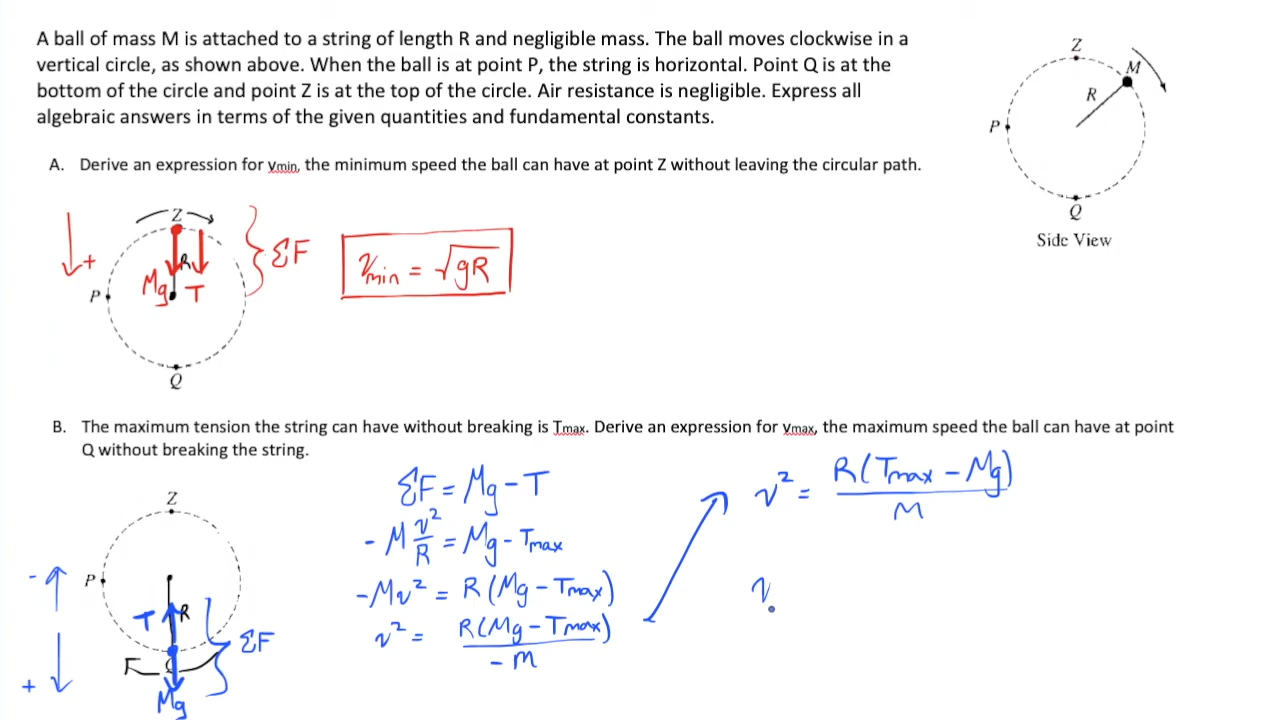 A ball of mass M is attached to a string of length R and negligible mass. The ball moves clockwise in a
vertical circle, as shown above. When the ball is at point P, the string is horizontal. Point Q is at the
bottom of the circle and point Z is at the top of the circle. Air resistance is negligible. Express all
algebraic answers in terms of the given quantities and fundamental constants.
Z
M
R
P
Q
Side View
A. Derive an expression for vmin, the minimum speed the ball can have at point Z without leaving the circular path.
Z
+
R
Mg T
P
Q
ΣF
v_min = √gR
B. The maximum tension the string can have without breaking is Tmax. Derive an expression for vmax, the maximum speed the ball can have at point
Q without breaking the string.
Z
P
-
T R
ΣF
+
Mg
ΣF = Mg - T
- M v²/R = Mg - Tmax
-Mv² = R(Mg - Tmax)
v² = R(Mg - Tmax)/-m
v² = R(Tmax - Mg)/M
v